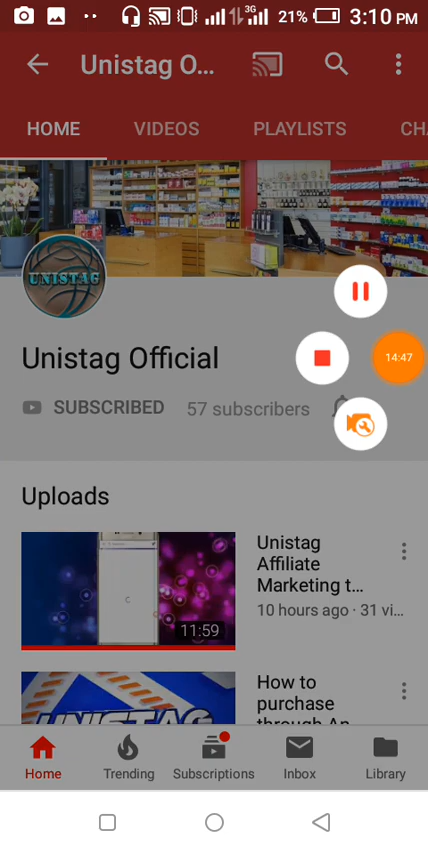 3G
21%
3:10 PM
Unistag O...
HOME
VIDEOS
PLAYLISTS
CH
UNISTAG
Unistag Official
14:47
SUBSCRIBED
57 subscribers
Uploads
Unistag
Affiliate
Marketing t...
10 hours ago · 31 vi...
11:59
How to
purchase
through An
UNISTAG
Home
Trending
Subscriptions
Inbox
Library